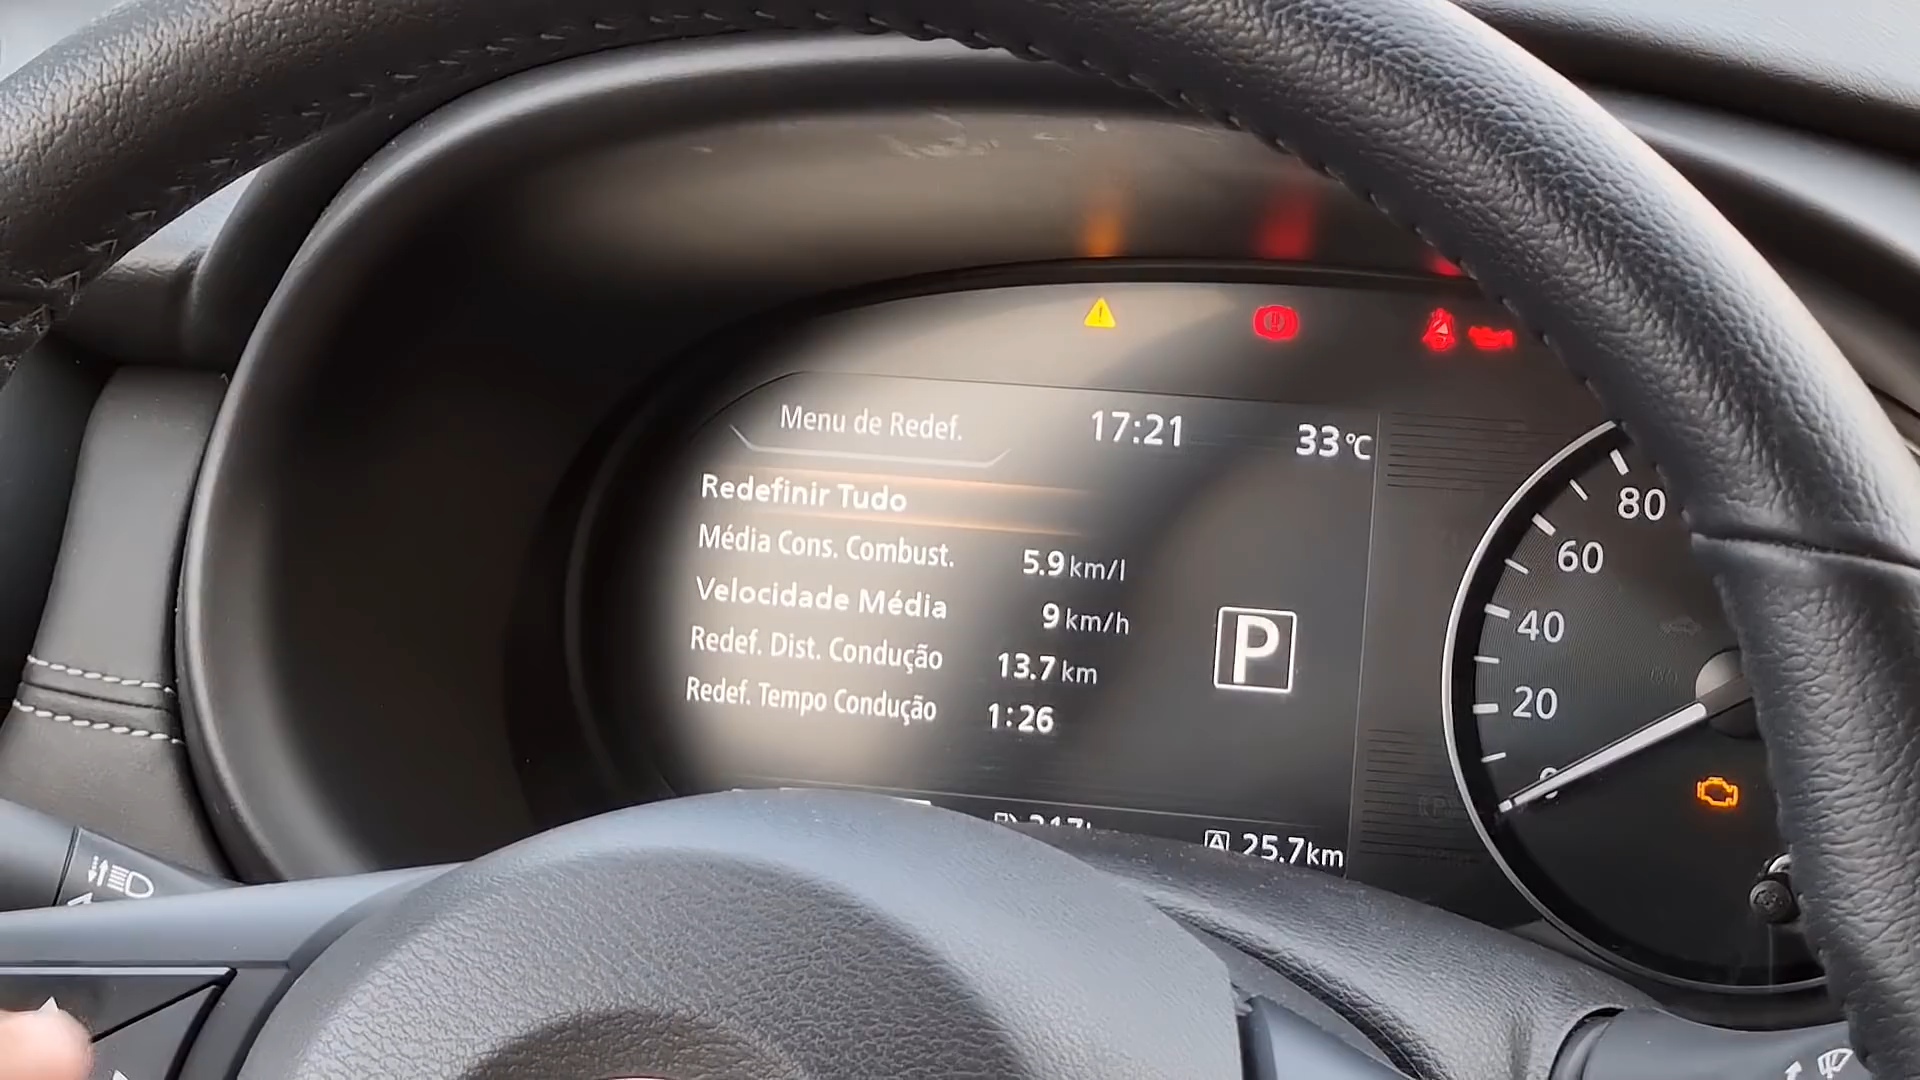 Menu de Redef.
17:21
33°C
Redefinir Tudo
Média Cons. Combust. 5.9 km/l
Velocidade Média 9 km/h
Redef. Dist. Condução 13.7 km
Redef. Tempo Condução 1:26
P
A 25.7km
80
60
40
20
0